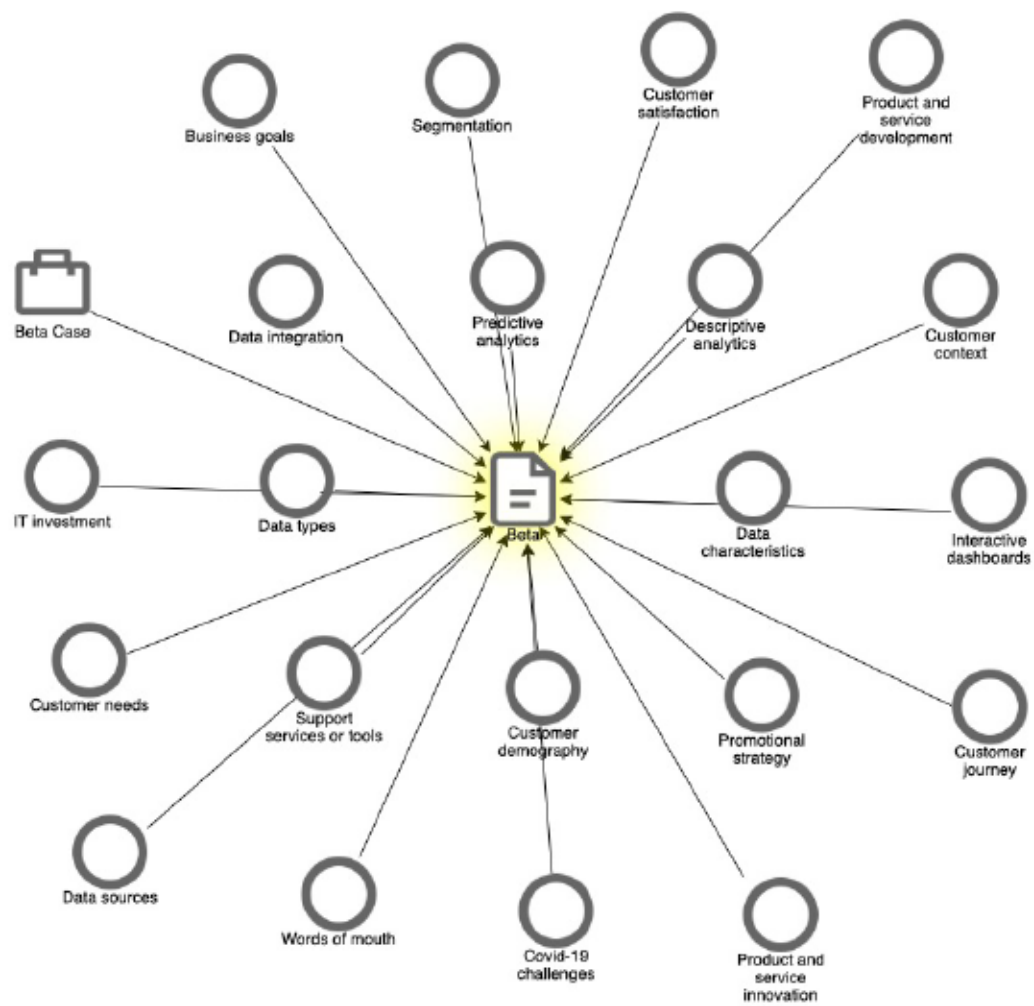 Business goals
Segmentation
Customer
satisfaction
Product and
service
development
Beta Case
Data integration
Predictive
analytics
Descriptive
analytics
Customer
context
IT investment
Data types
Beta
Data
characteristics
Interactive
dashboards
Customer needs
Support
services or tools
Customer
demography
Promotional
strategy
Customer
journey
Data sources
Words of mouth
Covid-19
challenges
Product and
service
innovation